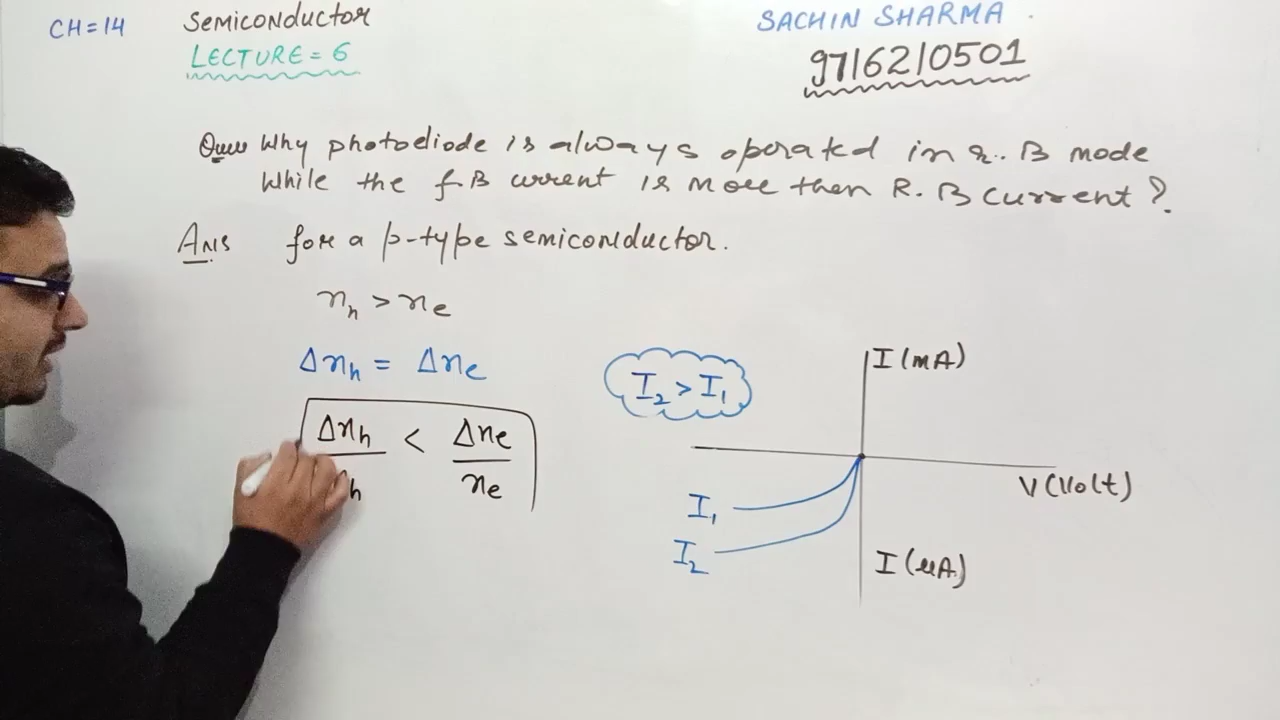 CH=14
Semiconductor
LECTURE = 6
SACHIN SHARMA
9716210501
Ques Why photodiode is always operated in r. B mode
While the f.B current is more then R. B current?
Ans for a p-type semiconductor.
nₕ > nₑ
Δnₕ = Δnₑ
Δnₕ < Δnₑ
h nₑ
I₂ > I₁
I (mA)
V (Volt)
I₁
I₂
I (μA)